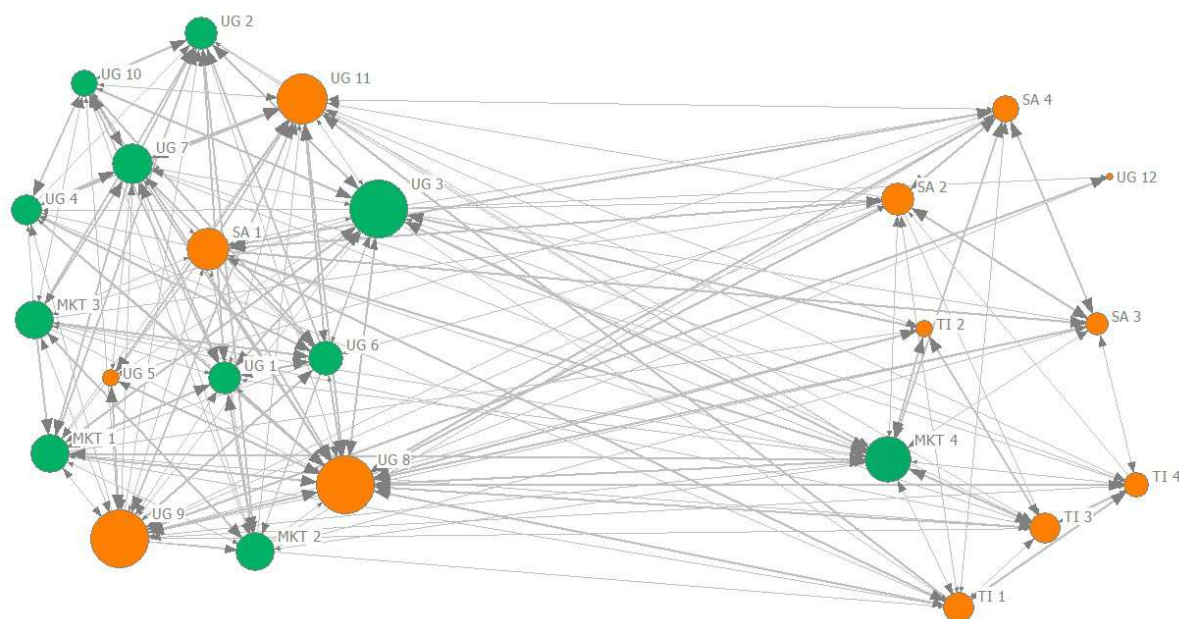 UG 2
UG 10
UG 11
SA 4
UG 7
UG 12
UG 3
SA 2
UG 4
SA 1
MKT 3
SA 3
TI 2
UG 6
UG 1
UG 5
MKT 1
MKT 4
UG 8
TI 4
UG 9
TI 3
MKT 2
TI 1